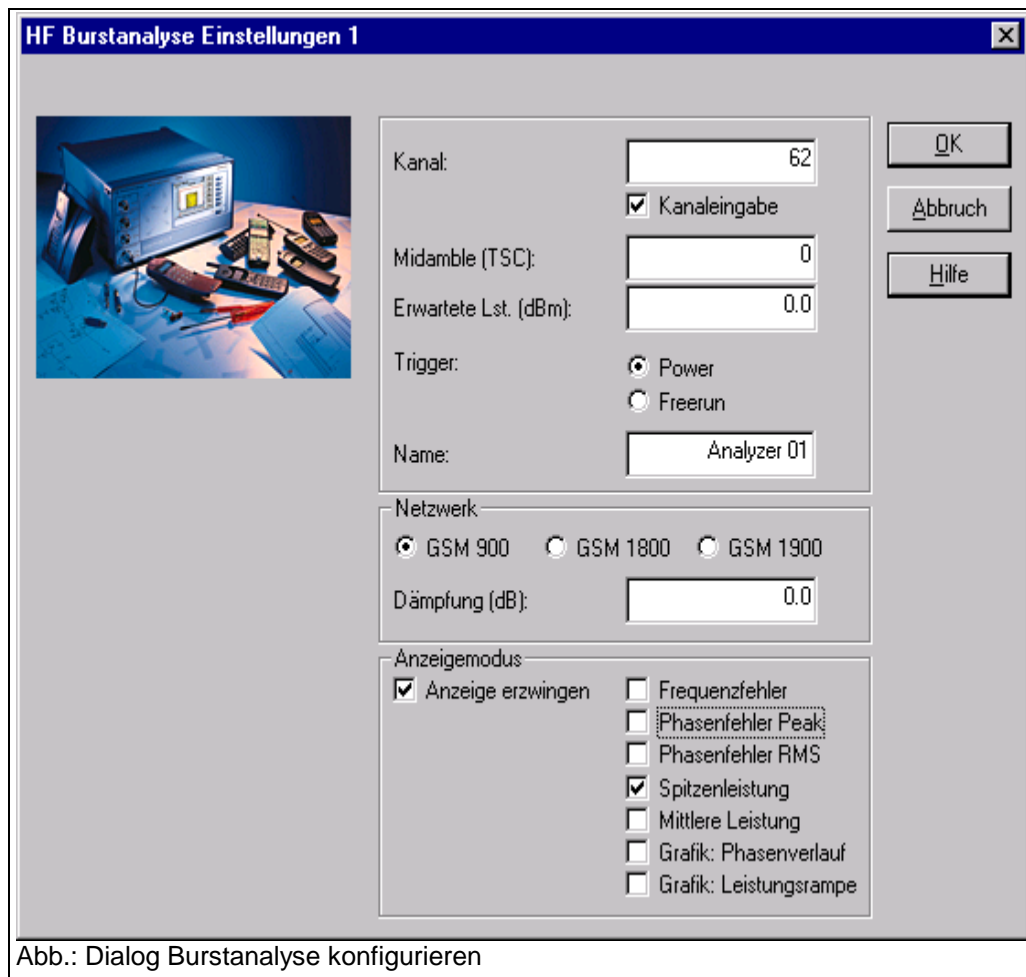 HF Burstanalyse Einstellungen 1
Kanal: 62
Kanaleingabe
Midamble (TSC): 0
Erwartete Lst. (dBm): 0.0
Trigger: Power
Freerun
Name: Analyzer 01
OK
Abbruch
Hilfe
Netzwerk
GSM 900 GSM 1800 GSM 1900
Dämpfung (dB): 0.0
Anzeigemodus
Anzeige erzwingen Frequenzfehler
Phasenfehler Peak
Phasenfehler RMS
Spitzenleistung
Mittlere Leistung
Grafik: Phasenverlauf
Grafik: Leistungsrampe
Abb.: Dialog Burstanalyse konfigurieren